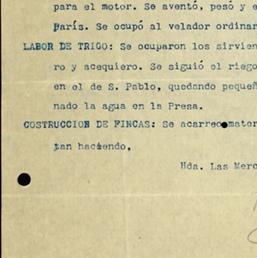 para el motor. Se aventó, pesó y e
París. Se ocupó al velador ordinar
LABOR DE TRIGO: Se ocuparon los sirvien
ro y acequiero. Se siguió el riego
en el de S. Pablo, quedando pequeñ
nado la agua en la Presa.
COSTRUCCION DE FINCAS: Se acarreo mater
tan haciendo.
Hda. Las Merc